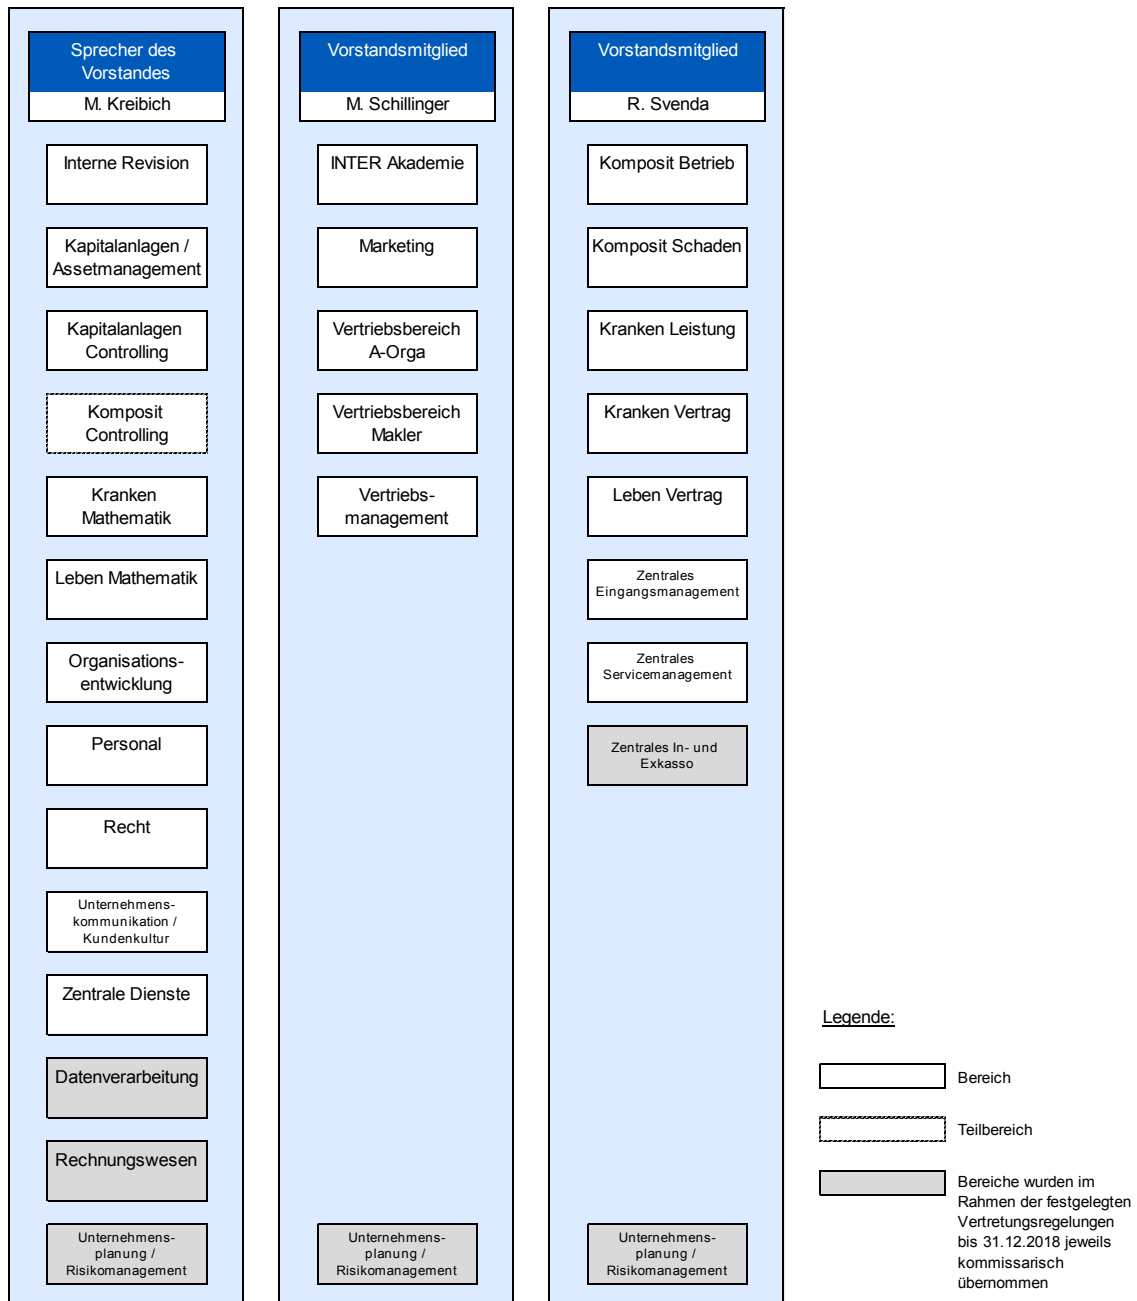 Sprecher des
Vorstandes
M. Kreibich
Interne Revision
Kapitalanlagen /
Assetmanagement
Kapitalanlagen
Controlling
Komposit
Controlling
Kranken
Mathematik
Leben Mathematik
Organisations-
entwicklung
Personal
Recht
Unternehmens-
kommunikation /
Kundenkultur
Zentrale Dienste
Datenverarbeitung
Rechnungswesen
Unternehmens-
planung /
Risikomanagement
Vorstandsmitglied
M. Schillinger
INTER Akademie
Marketing
Vertriebsbereich
A-Orga
Vertriebsbereich
Makler
Vertriebs-
management
Unternehmens-
planung /
Risikomanagement
Vorstandsmitglied
R. Svenda
Komposit Betrieb
Komposit Schaden
Kranken Leistung
Kranken Vertrag
Leben Vertrag
Zentrales
Eingangsmanagement
Zentrales
Servicemanagement
Zentrales In- und
Exkasso
Unternehmens-
planung /
Risikomanagement
Legende:
Bereich
Teilbereich
Bereiche wurden im
Rahmen der festgelegten
Vertretungsregelungen
bis 31.12.2018 jeweils
kommissarisch
übernommen